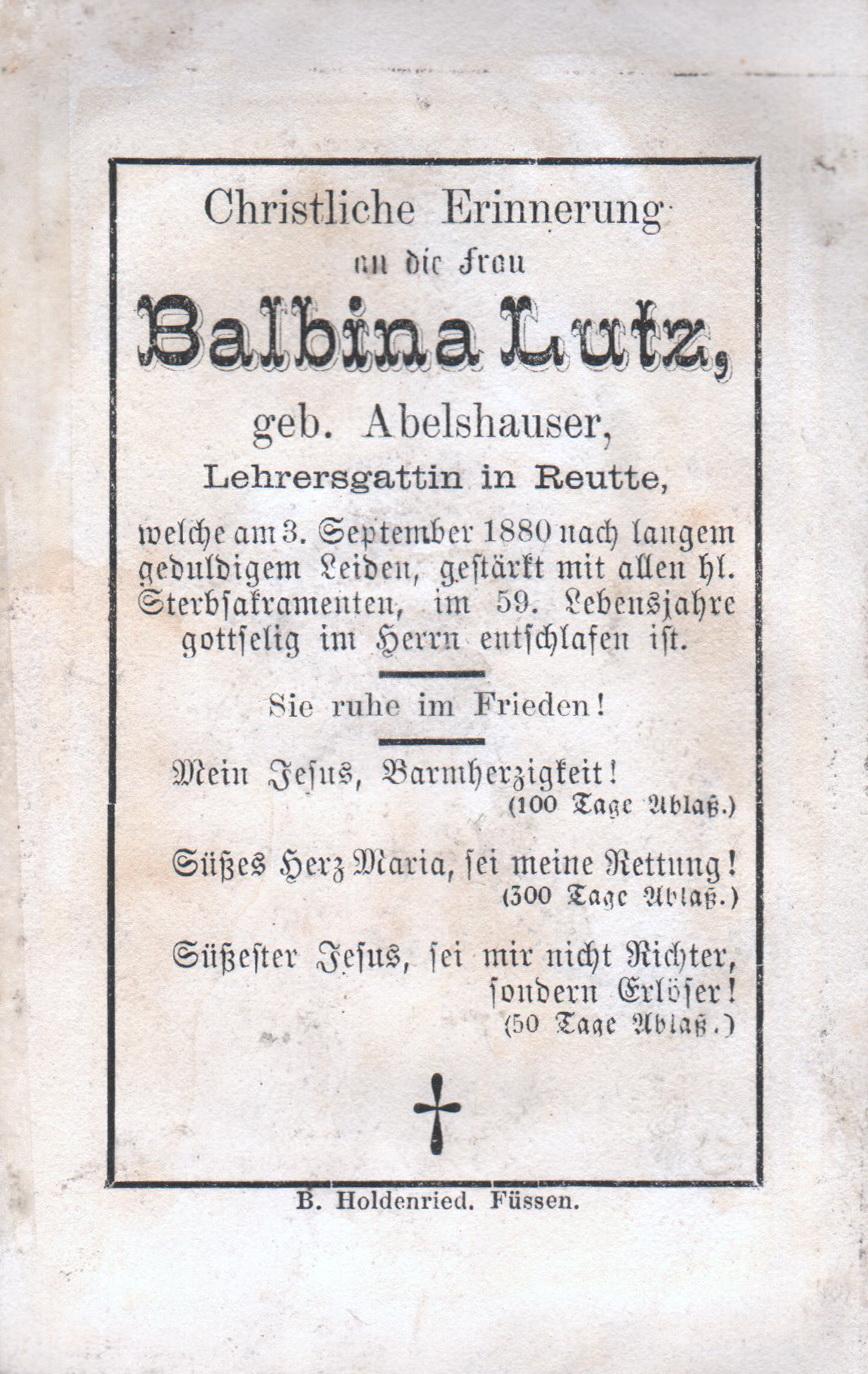 Christliche Erinnerung
an die Frau
Balbina Lutz,
geb. Abelshauser,
Lehrersgattin in Reutte,
welche am 3. September 1880 nach langem
geduldigem Leiden, gestärkt mit allen hl.
Sterbsakramenten, im 59. Lebensjahre
gottselig im Herrn entschlafen ist.
Sie ruhe im Frieden!
Mein Jesus, Barmherzigkeit!
(100 Tage Ablaß.)
Süßes Herz Maria, sei meine Rettung!
(300 Tage Ablaß.)
Süßester Jesus, sei mir nicht Richter,
sondern Erlöser!
(50 Tage Ablaß.)
B. Holdenried. Füssen.